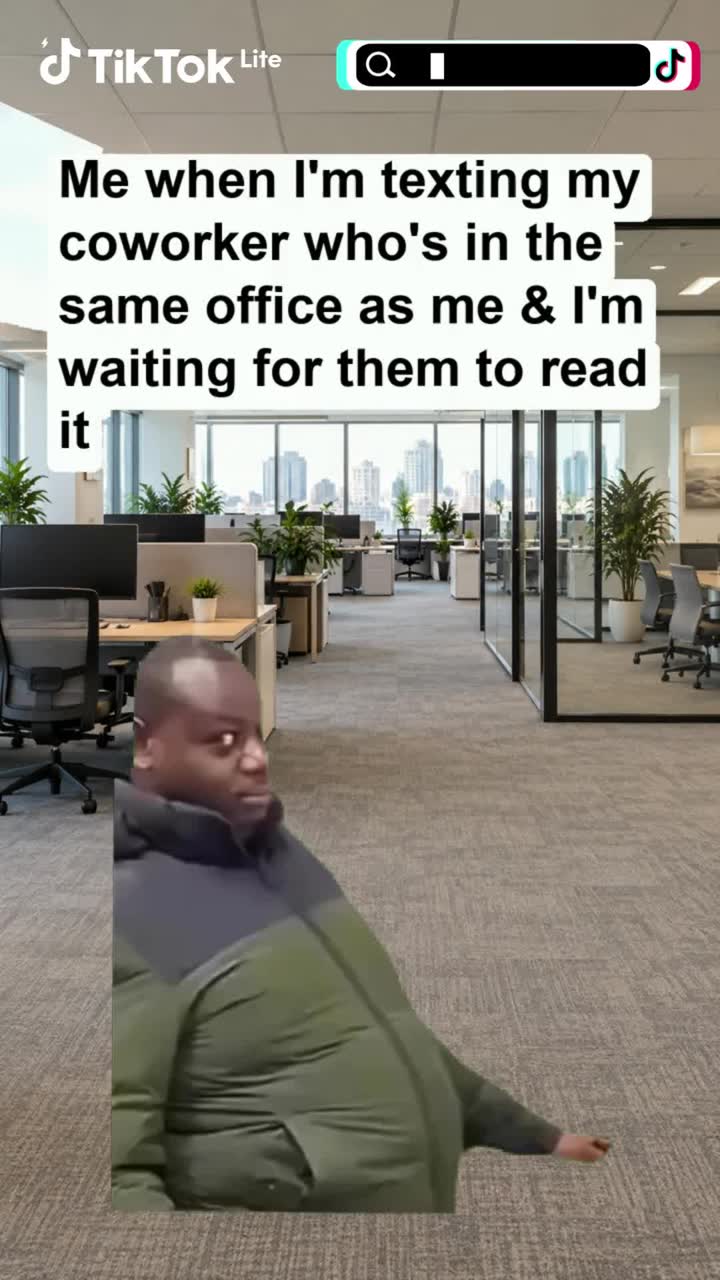 TikTok Lite
Me when I'm texting my
coworker who's in the
same office as me & I'm
waiting for them to read
it